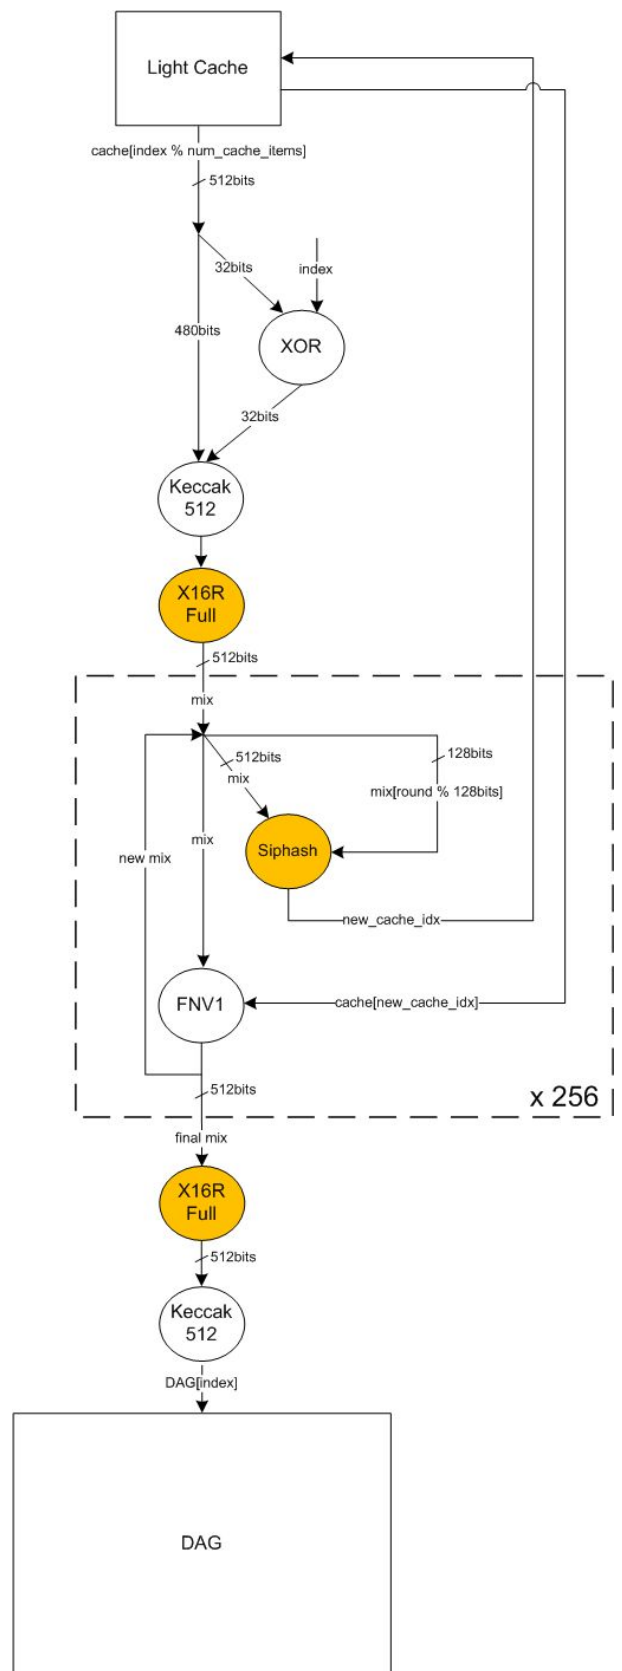 Light Cache
cache[index % num_cache_items]
512bits
32bits
index
480bits
XOR
32bits
Keccak
512
X16R
Full
512bits
mix
512bits
128bits
mix
mix[round % 128bits]
mix
Siphash
new mix
new_cache_idx
FNV1
cache[new_cache_idx]
512bits
x 256
final mix
X16R
Full
512bits
Keccak
512
DAG[index]
DAG